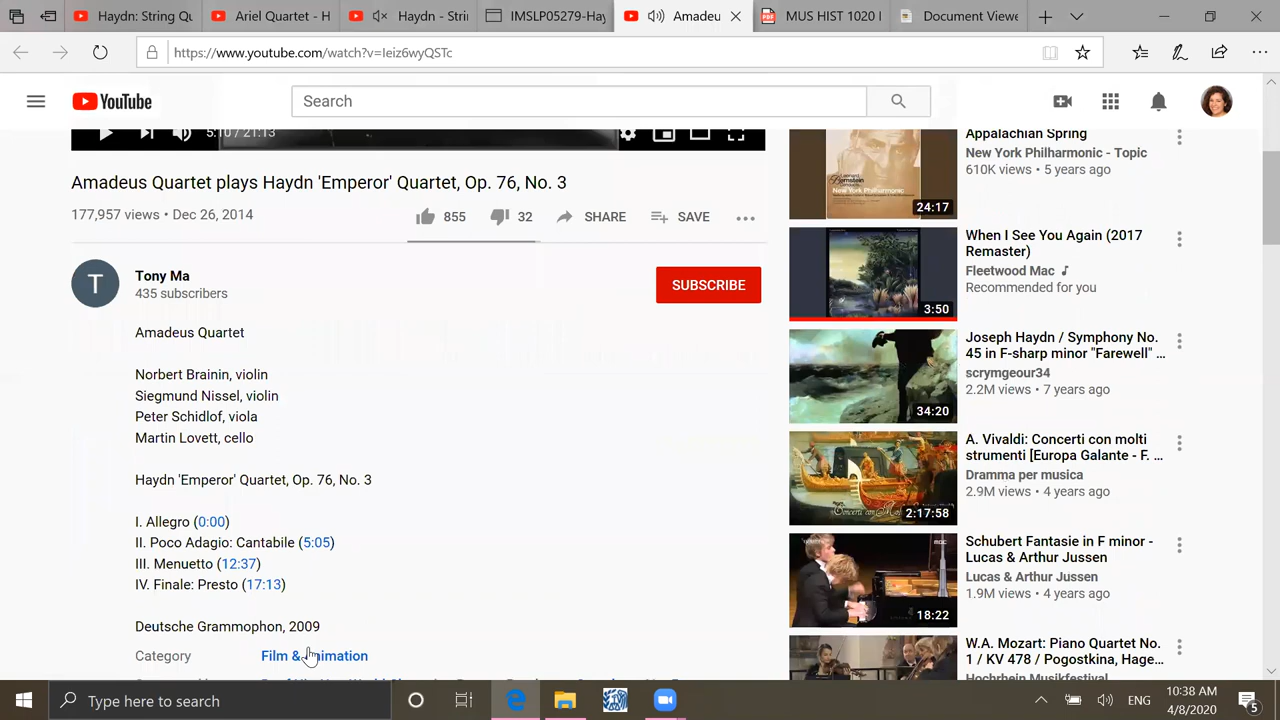 Haydn: String Qu
Ariel Quartet - H
Haydn - Stri
IMSLP05279-Hay
Amadeu
MUS HIST 1020 I
Document Viewe
https://www.youtube.com/watch?v=Ieiz6wyQSTc
YouTube
Search
5:10 / 21:13
Amadeus Quartet plays Haydn 'Emperor' Quartet, Op. 76, No. 3
177,957 views • Dec 26, 2014
855
32
SHARE
SAVE
T
Tony Ma
435 subscribers
SUBSCRIBE
Amadeus Quartet
Norbert Brainin, violin
Siegmund Nissel, violin
Peter Schidlof, viola
Martin Lovett, cello
Haydn 'Emperor' Quartet, Op. 76, No. 3
I. Allegro (0:00)
II. Poco Adagio: Cantabile (5:05)
III. Menuetto (12:37)
IV. Finale: Presto (17:13)
Deutsche Grammophon, 2009
Category
Film & Animation
Appalachian Spring
New York Philharmonic - Topic
610K views • 5 years ago
24:17
When I See You Again (2017
Remaster)
Fleetwood Mac
Recommended for you
3:50
Joseph Haydn / Symphony No.
45 in F-sharp minor "Farewell" ...
scrymgeour34
2.2M views • 7 years ago
34:20
A. Vivaldi: Concerti con molti
strumenti [Europa Galante - F. ...
Dramma per musica
2.9M views • 4 years ago
2:17:58
Schubert Fantasie in F minor -
Lucas & Arthur Jussen
Lucas & Arthur Jussen
1.9M views • 4 years ago
18:22
W.A. Mozart: Piano Quartet No.
1 / KV 478 / Pogostkina, Hage...
Hochrhein Musikfestival
Type here to search
ENG
10:38 AM
4/8/2020
5